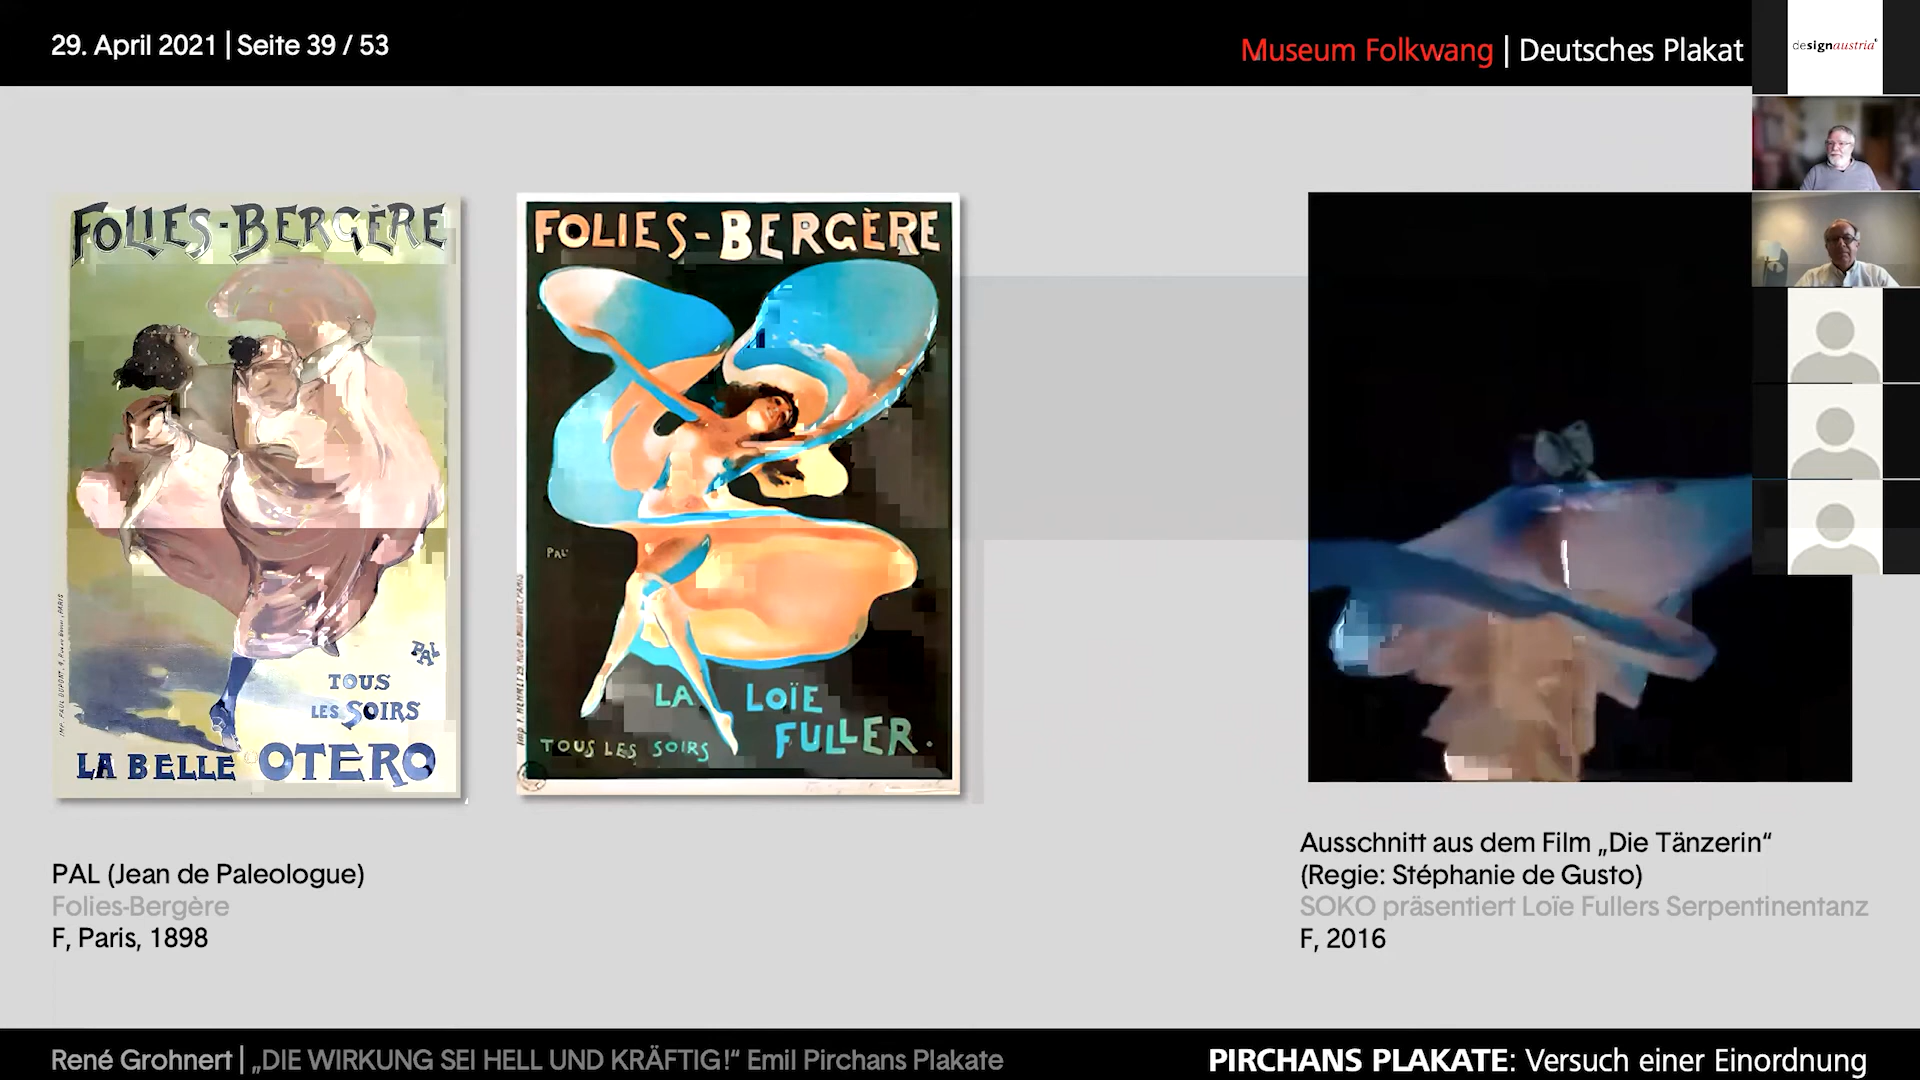 29. April 2021 | Seite 39 / 53
Museum Folkwang | Deutsches Plakat
designaustria
FOLIES-BERGÈRE
PAL
TOUS
LES SOIRS
LA BELLE OTERO
FOLIES-BERGÈRE
PAL
LA LOÏE
FULLER.
TOUS LES SOIRS
PAL (Jean de Paleologue)
Folies-Bergère
F, Paris, 1898
Ausschnitt aus dem Film „Die Tänzerin“
(Regie: Stéphanie de Gusto)
SOKO präsentiert Loïe Fullers Serpentinentanz
F, 2016
René Grohnert | „DIE WIRKUNG SEI HELL UND KRÄFTIG!“ Emil Pirchans Plakate
PIRCHANS PLAKATE: Versuch einer Einordnung